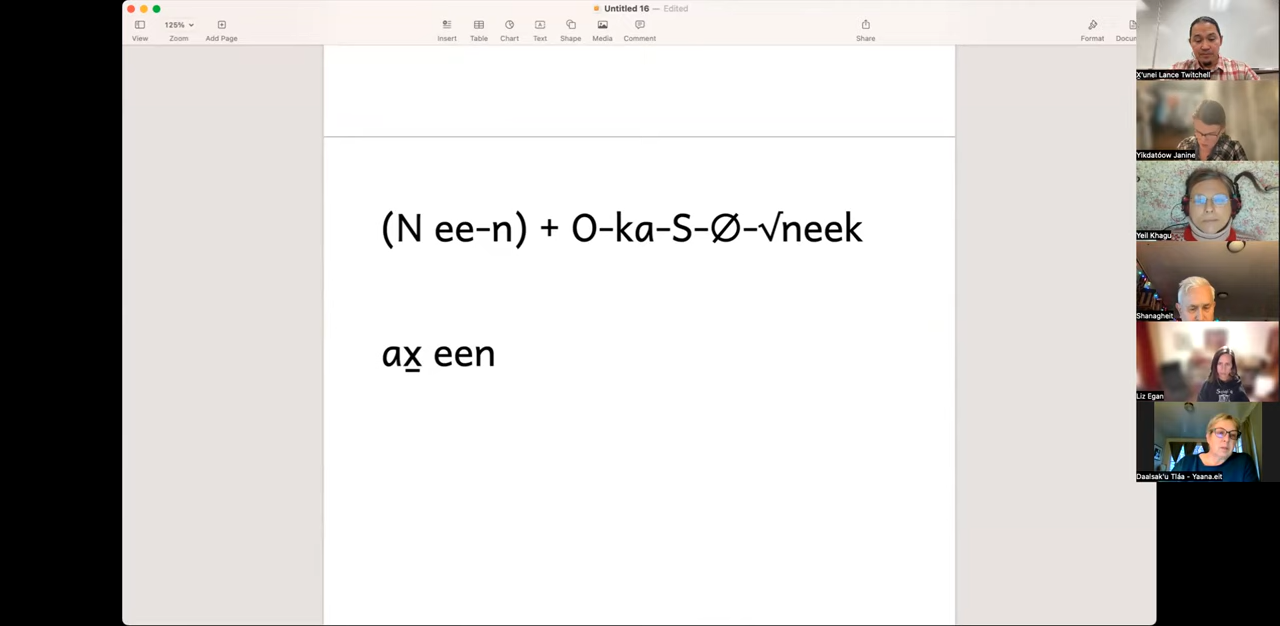 Untitled 16 — Edited
125%
View Zoom Add Page Insert Table Chart Text Shape Media Comment Share Format
X'unei Lance Twitchell
(N ee-n) + O-ka-S-Ø-√neek
ax̲ een
Yikdatóow Janine
Yeil Khagu
Shanagheit
Liz Egan
Daalsak'u Tláa - Yaana.eit